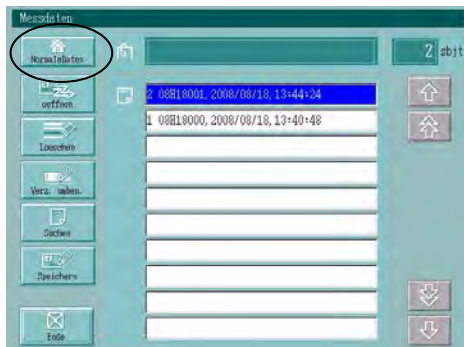 Messdaten
NormaleDaten
2 sbjt
oeffnen
2 08H18001, 2008/08/18, 13:44:24
1 08H18000, 2008/08/18, 13:40:48
Loeschen
Verz. umben.
Suchen
Speichern
Ende